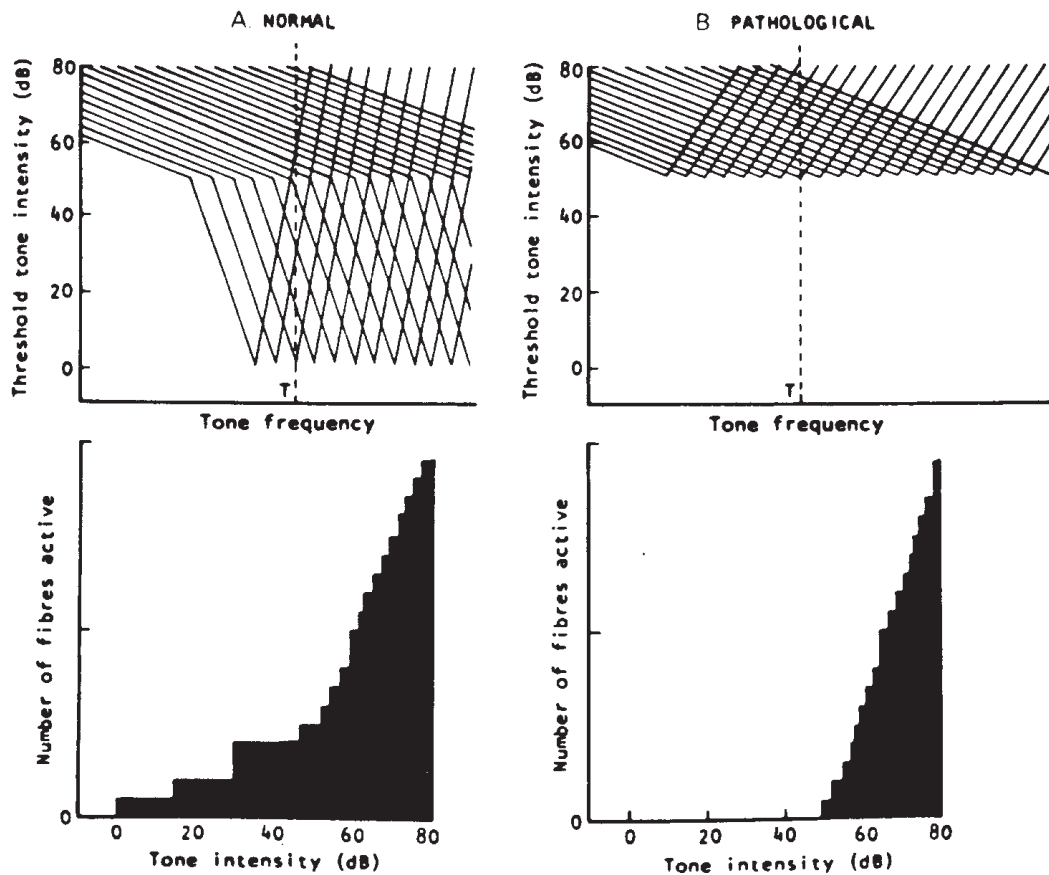 A. NORMAL
B PATHOLOGICAL
Threshold tone intensity (dB)
80
60
40
20
0
T
Tone frequency
Threshold tone intensity (dB)
80
60
40
20
0
T
Tone frequency
Number of fibres active
0
0 20 40 60 80
Tone intensity (dB)
Number of fibres active
0
0 20 40 60 80
Tone intensity (dB)